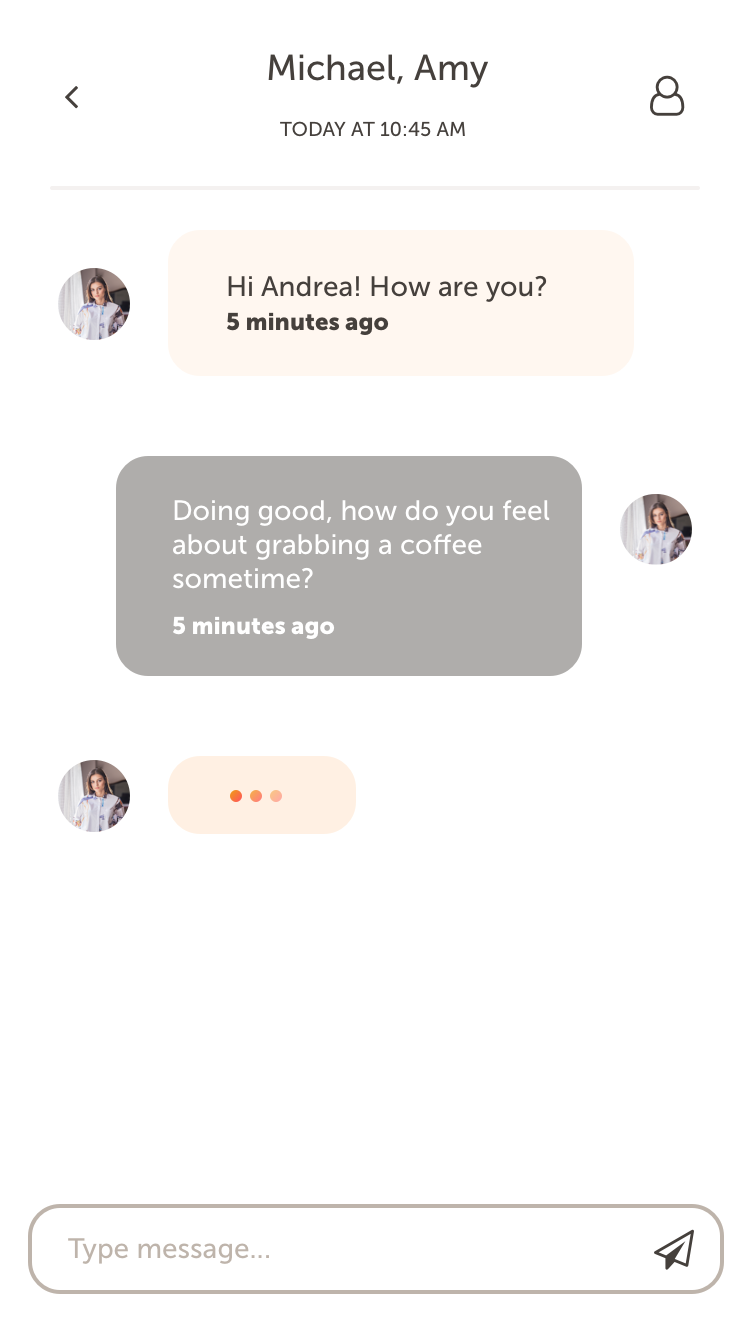 Michael, Amy
TODAY AT 10:45 AM
Hi Andrea! How are you?
5 minutes ago
Doing good, how do you feel
about grabbing a coffee
sometime?
5 minutes ago
Type message...